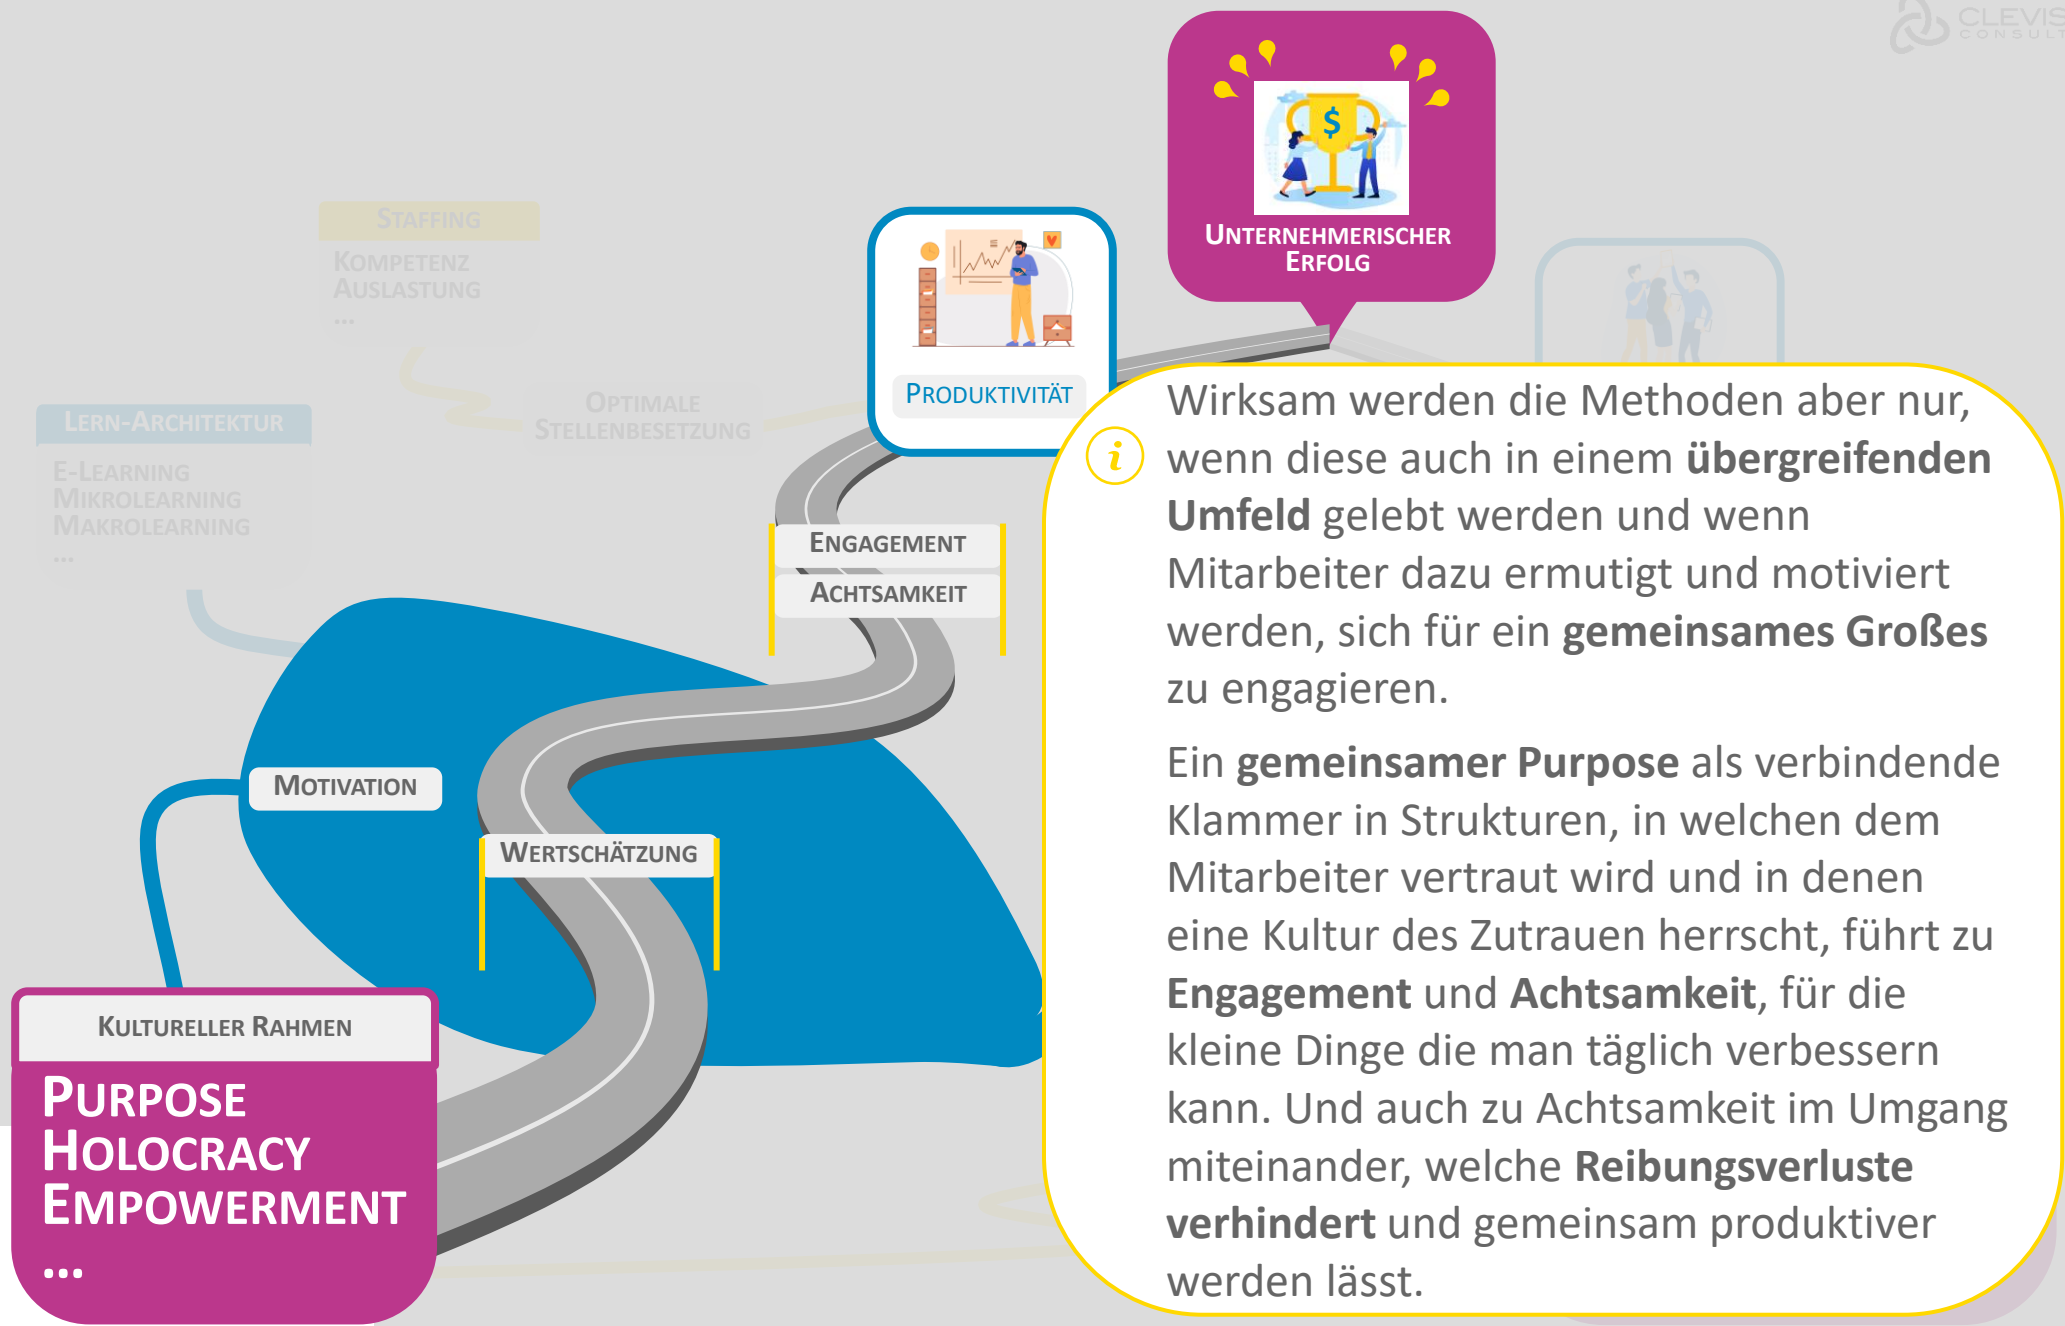 CLEVIS
CONSULT
$
UNTERNEHMERISCHER
ERFOLG
STAFFING
KOMPETENZ
AUSLASTUNG
...
PRODUKTIVITÄT
OPTIMALE
STELLENBESETZUNG
LERN-ARCHITEKTUR
E-LEARNING
MIKROLEARNING
MAKROLEARNING
...
ENGAGEMENT
ACHTSAMKEIT
MOTIVATION
WERTSCHÄTZUNG
KULTURELLER RAHMEN
PURPOSE
HOLOCRACY
EMPOWERMENT
...
i
Wirksam werden die Methoden aber nur,
wenn diese auch in einem übergreifenden
Umfeld gelebt werden und wenn
Mitarbeiter dazu ermutigt und motiviert
werden, sich für ein gemeinsames Großes
zu engagieren.
Ein gemeinsamer Purpose als verbindende
Klammer in Strukturen, in welchen dem
Mitarbeiter vertraut wird und in denen
eine Kultur des Zutrauen herrscht, führt zu
Engagement und Achtsamkeit, für die
kleine Dinge die man täglich verbessern
kann. Und auch zu Achtsamkeit im Umgang
miteinander, welche Reibungsverluste
verhindert und gemeinsam produktiver
werden lässt.